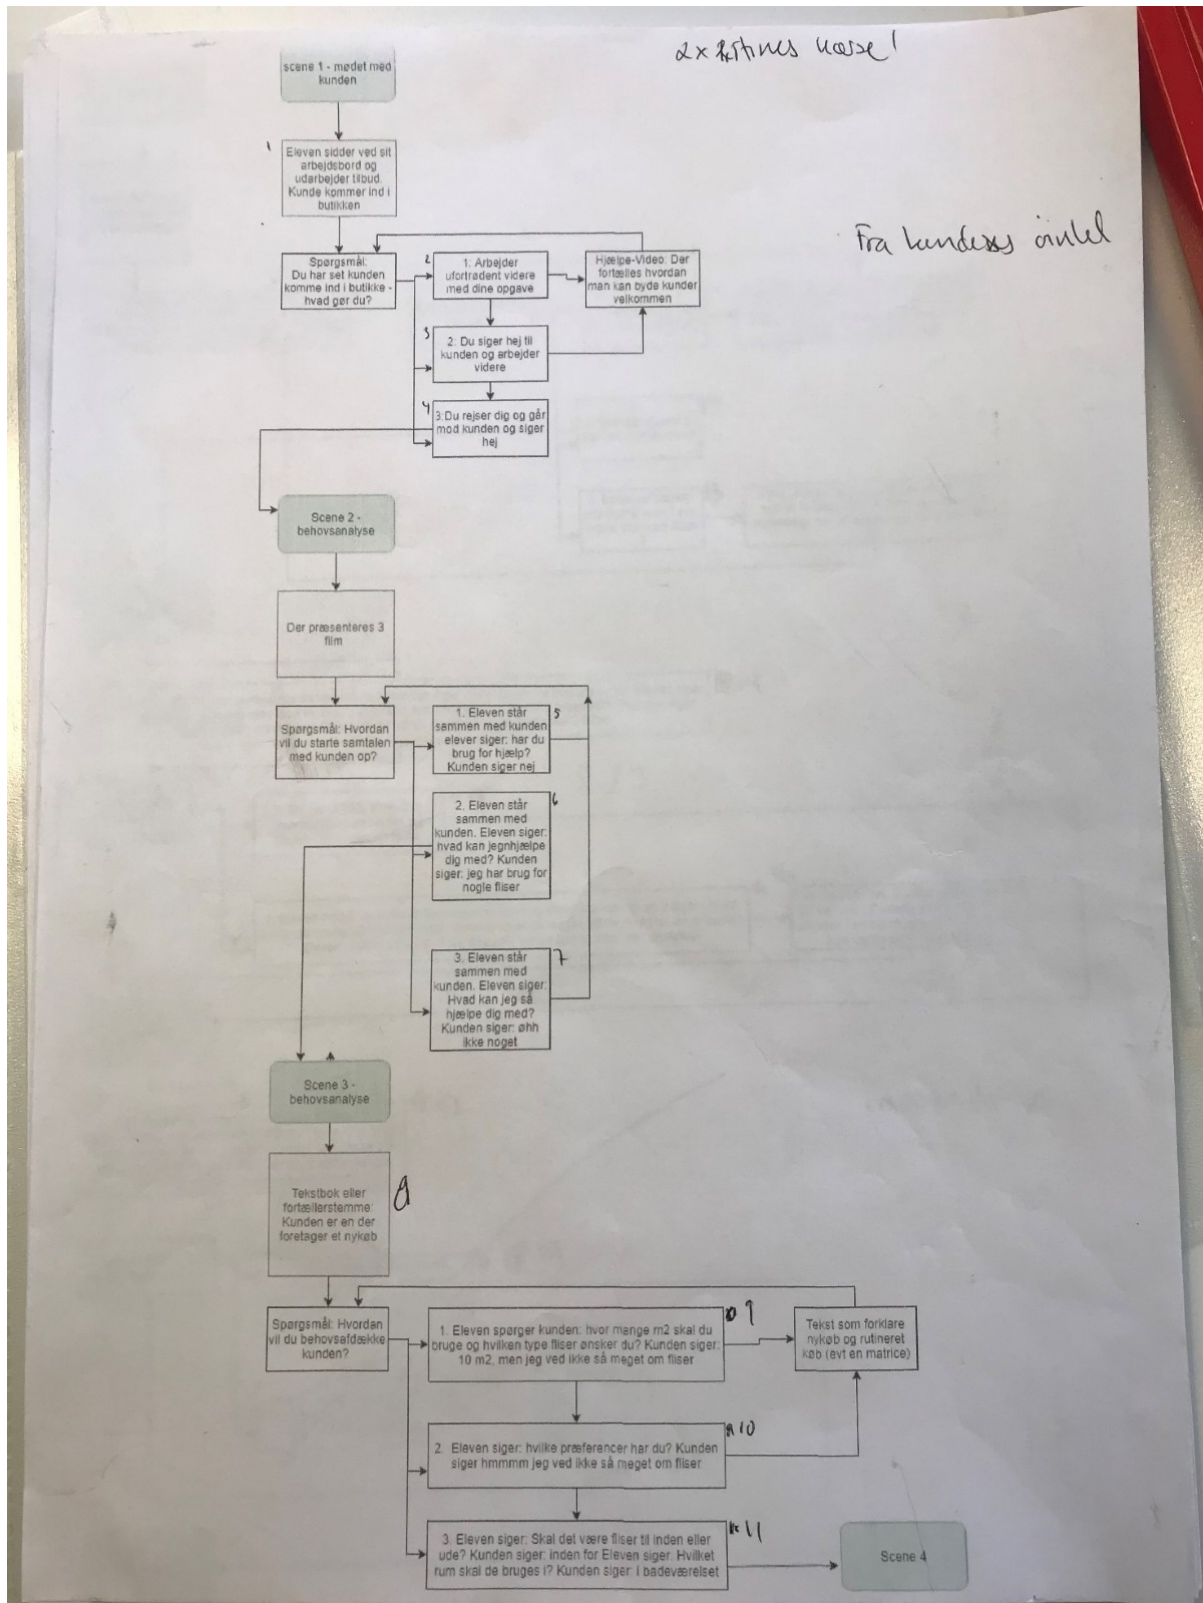 2x
scene 1 - mødet med
kunden
1
Eleven sidder ved sit
arbejdsbord og
udarbejder tilbud.
Kunde kommer ind i
butikken
Fra kundens vinkel
Spørgsmål:
Du har set kunden
komme ind i butikke -
hvad gør du?
2
1. Arbejder
ufortrødent videre
med dine opgave
Hjælpe-Video: Der
fortælles hvordan
man kan byde kunder
velkommen
3
2. Du siger hej til
kunden og arbejder
videre
4
3. Du rejser dig og går
mod kunden og siger
hej
Scene 2 -
behovsanalyse
Der præsenteres 3
film
Spørgsmål: Hvordan
vil du starte samtalen
med kunden op?
1. Eleven står
sammen med kunden
elever siger: har du
brug for hjælp?
Kunden siger nej
5
2. Eleven står
sammen med
kunden. Eleven siger:
hvad kan jegnhjælpe
dig med? Kunden
siger: jeg har brug for
nogle fliser
6
3. Eleven står
sammen med
kunden. Eleven siger:
Hvad kan jeg så
hjælpe dig med?
Kunden siger: øhh
ikke noget
7
Scene 3 -
behovsanalyse
Tekstbok eller
fortællerstemme:
Kunden er en der
foretager et nykøb
8
Spørgsmål: Hvordan
vil du behovsafdække
kunden?
1. Eleven spørger kunden: hvor mange m2 skal du
bruge og hvilken type fliser ønsker du? Kunden siger:
10 m2, men jeg ved ikke så meget om fliser
9
Tekst som forklare
nykøb og rutineret
køb (evt en matrice)
2. Eleven siger: hvilke præferencer har du? Kunden
siger hmmmm jeg ved ikke så meget om fliser
10
3. Eleven siger: Skal det være fliser til inden eller
ude? Kunden siger: inden for Eleven siger: Hvilket
rum skal de bruges i? Kunden siger: i badeværelset
11
Scene 4